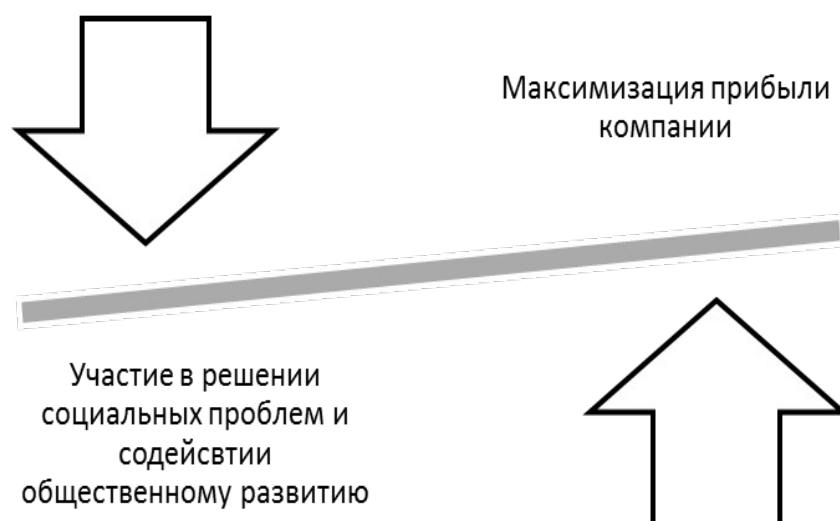 Максимизация прибыли
компании
Участие в решении
социальных проблем и
содейсвтии
общественному развитию